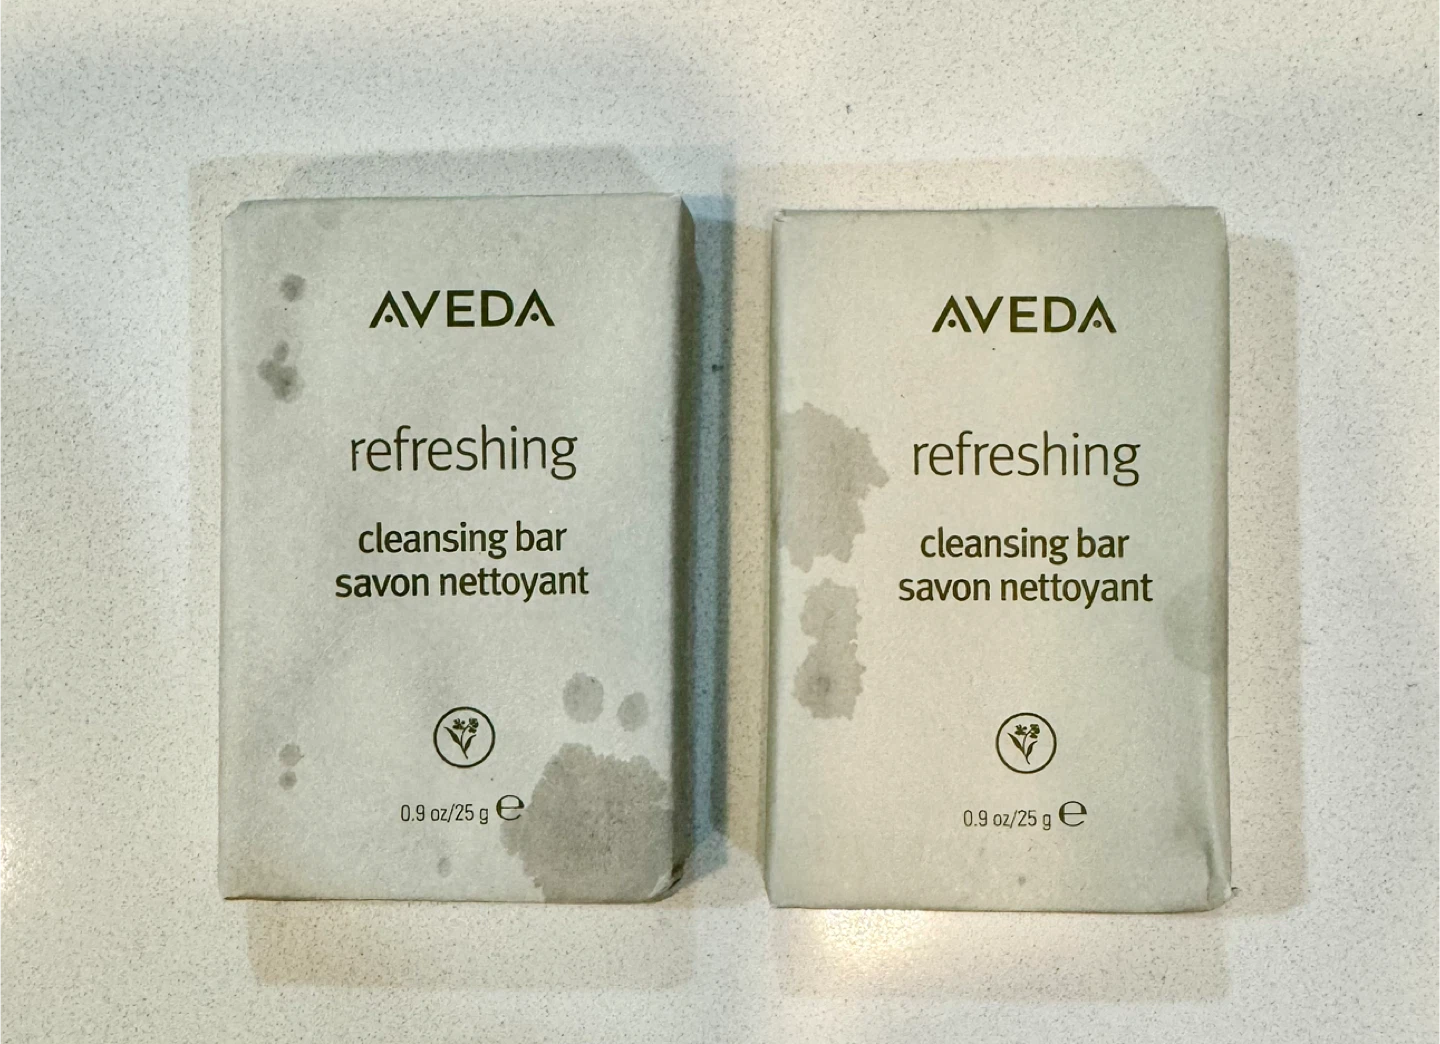 AVEDA
refreshing
cleansing bar
savon nettoyant
0.9 oz/25 g ℮
AVEDA
refreshing
cleansing bar
savon nettoyant
0.9 oz/25 g ℮